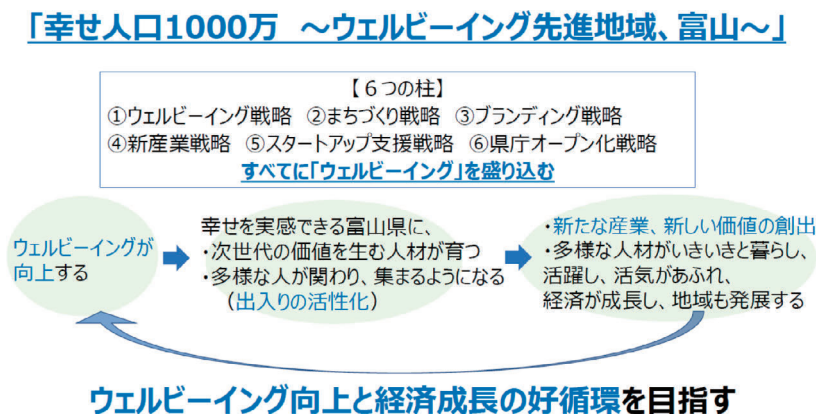 「幸せ人口1000万　～ウェルビーイング先進地域、富山～」
【６つの柱】
①ウェルビーイング戦略　②まちづくり戦略　③ブランディング戦略
④新産業戦略　⑤スタートアップ支援戦略　⑥県庁オープン化戦略
すべてに「ウェルビーイング」を盛り込む
ウェルビーイングが
向上する
幸せを実感できる富山県に、
・次世代の価値を生む人材が育つ
・多様な人が関わり、集まるようになる
（出入りの活性化）
・新たな産業、新しい価値の創出
・多様な人材がいきいきと暮らし、
活躍し、活気があふれ、
経済が成長し、地域も発展する
ウェルビーイング向上と経済成長の好循環を目指す